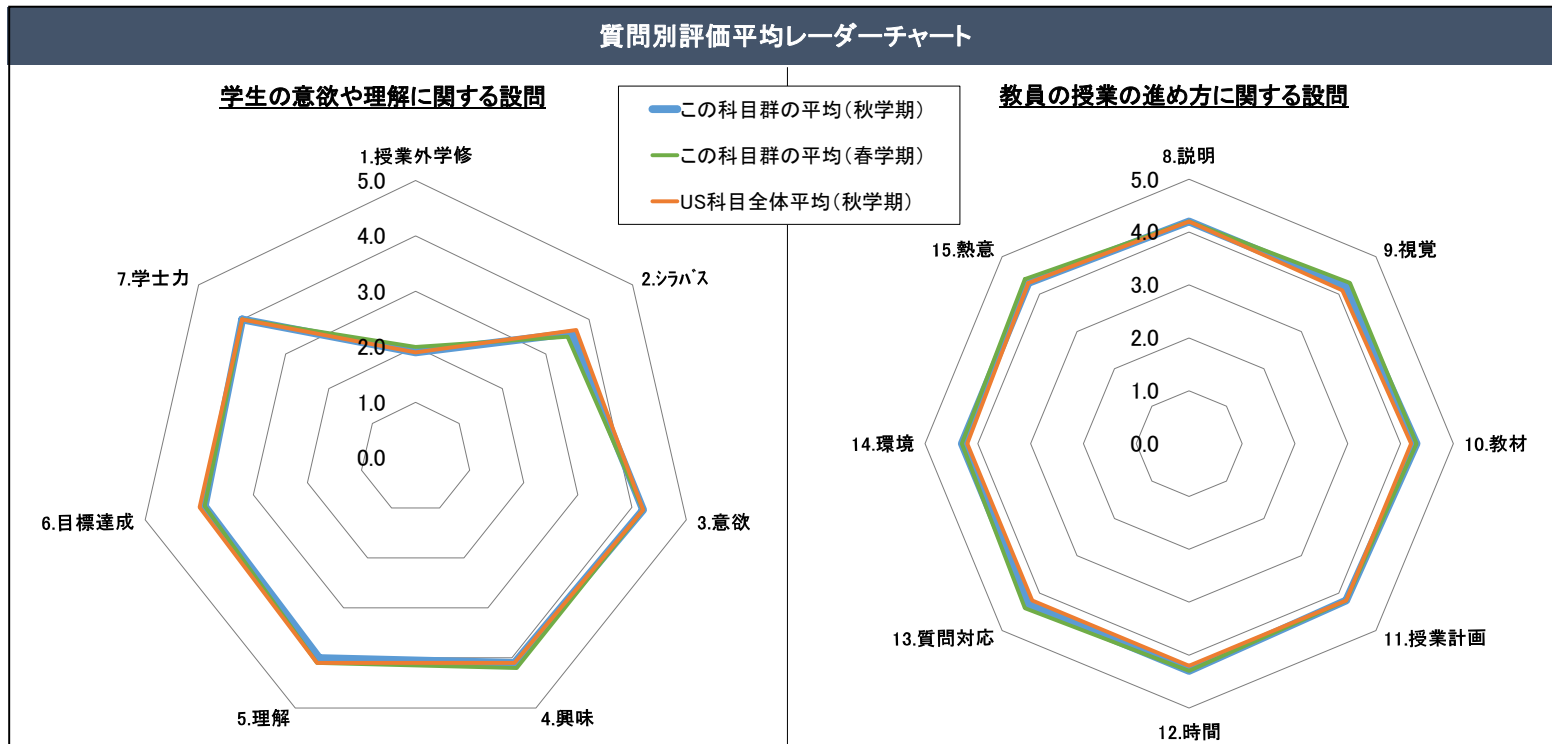 質問別評価平均レーダーチャート
学生の意欲や理解に関する設問
この科目群の平均(秋学期)
この科目群の平均(春学期)
US科目全体平均(秋学期)
教員の授業の進め方に関する設問
1.授業外学修
5.0
4.0
3.0
2.0
1.0
0.0
2.ｼﾗﾊﾞｽ
3.意欲
4.興味
5.理解
6.目標達成
7.学士力
8.説明
5.0
4.0
3.0
2.0
1.0
0.0
9.視覚
10.教材
11.授業計画
12.時間
13.質問対応
14.環境
15.熱意